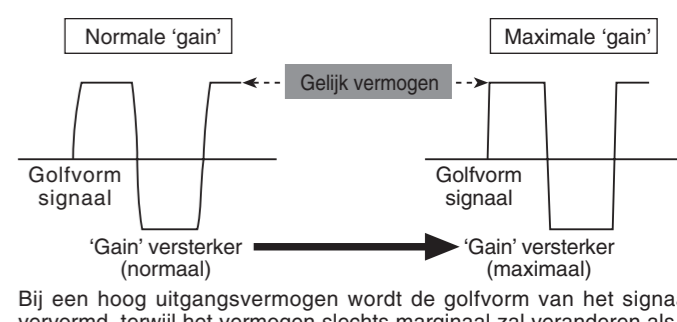 Normale ‘gain’
Maximale ‘gain’
Gelijk vermogen
Golfvorm
signaal
Golfvorm
signaal
‘Gain’ versterker
(normaal)
‘Gain’ versterker
(maximaal)
Bij een hoog uitgangsvermogen wordt de golfvorm van het signaa
vervormd, terwijl het vermogen slechts marginaal zal veranderen als